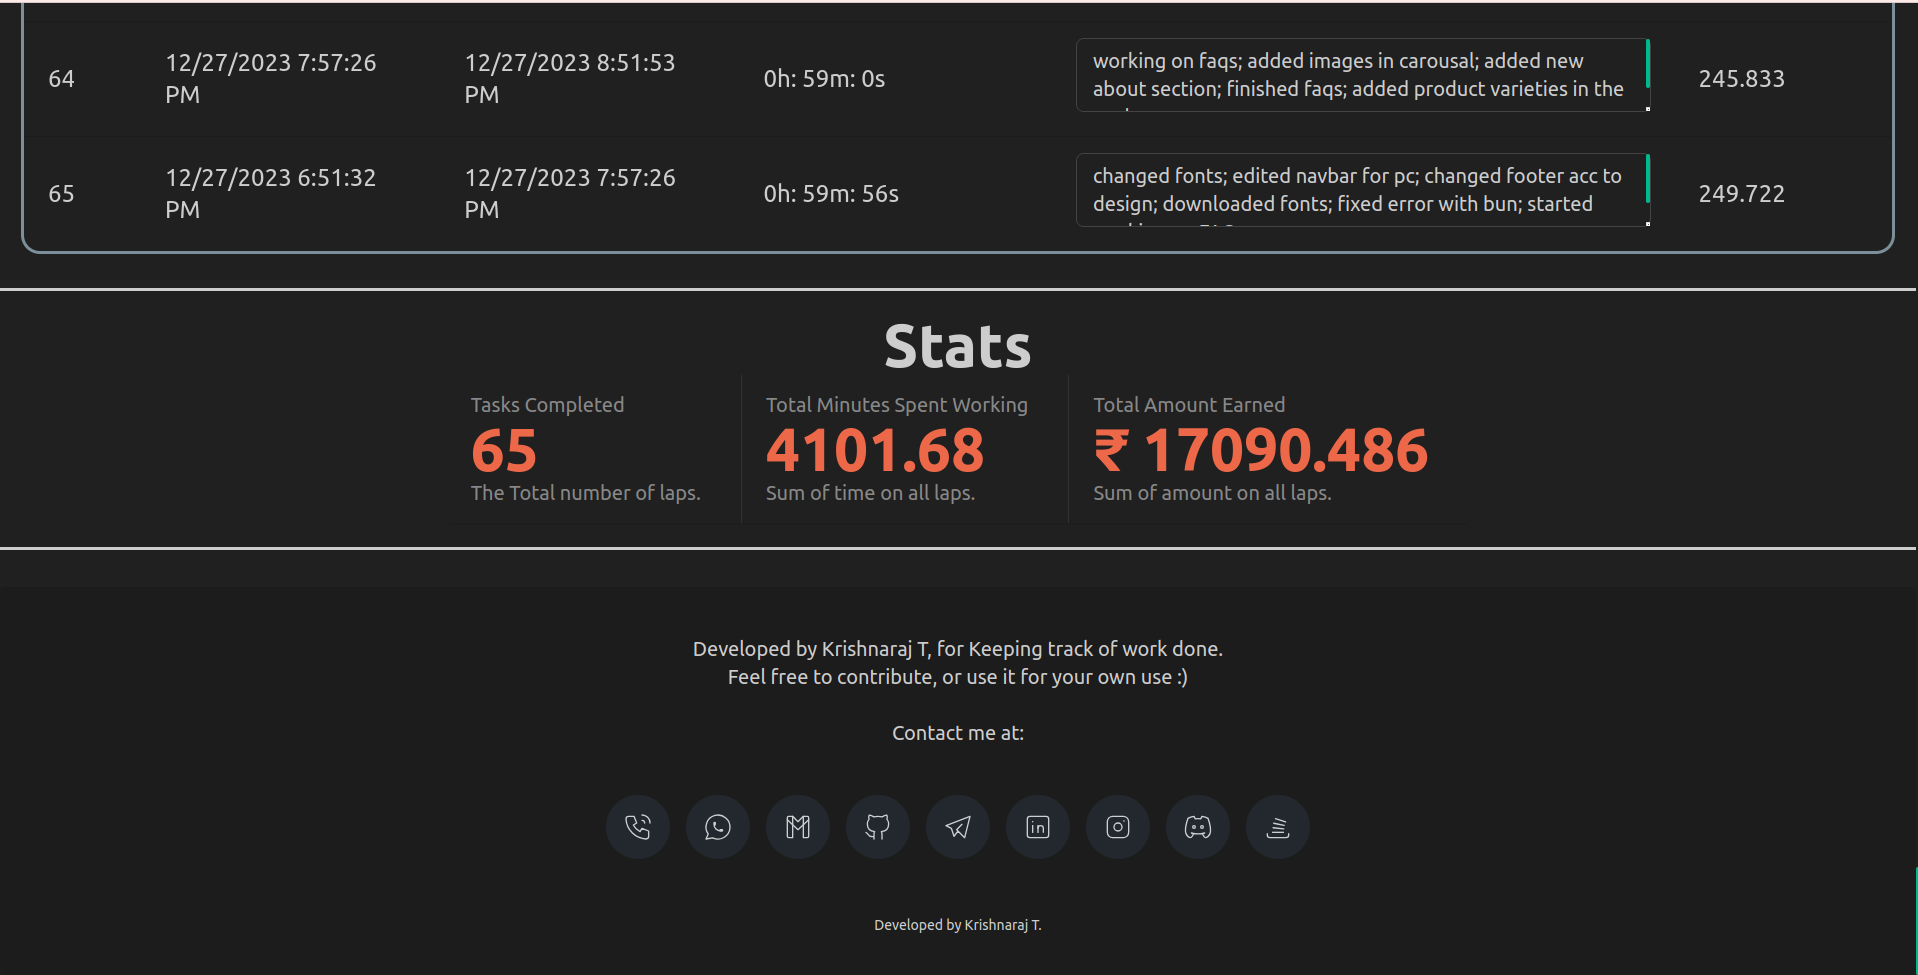 64
12/27/2023 7:57:26
PM
12/27/2023 8:51:53
PM
0h: 59m: 0s
working on faqs; added images in carousal; added new
about section; finished faqs; added product varieties in the
245.833
65
12/27/2023 6:51:32
PM
12/27/2023 7:57:26
PM
0h: 59m: 56s
changed fonts; edited navbar for pc; changed footer acc to
design; downloaded fonts; fixed error with bun; started
249.722
Stats
Tasks Completed
65
The Total number of laps.
Total Minutes Spent Working
4101.68
Sum of time on all laps.
Total Amount Earned
₹ 17090.486
Sum of amount on all laps.
Developed by Krishnaraj T, for Keeping track of work done.
Feel free to contribute, or use it for your own use :)
Contact me at:
Developed by Krishnaraj T.